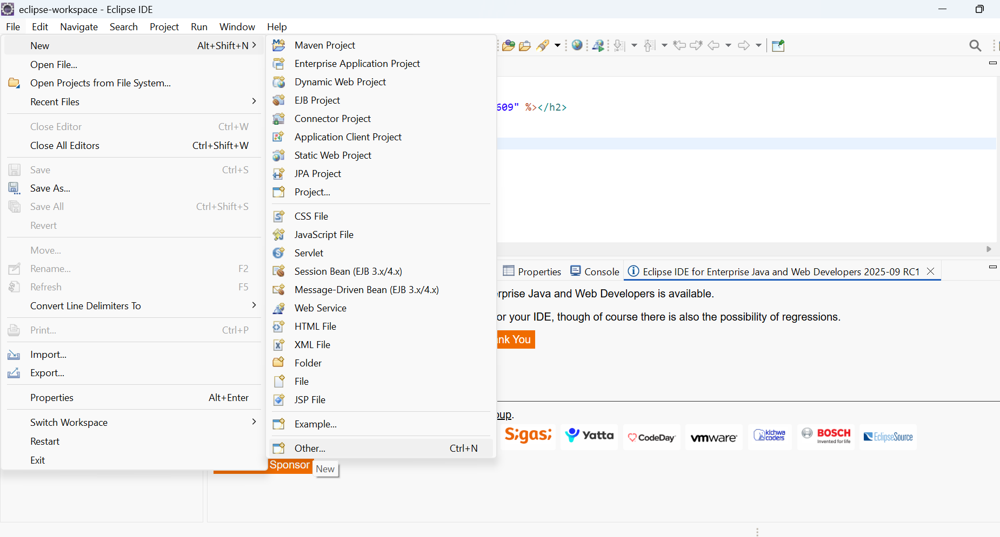 eclipse-workspace - Eclipse IDE
File Edit Navigate Search Project Run Window Help
New Alt+Shift+N
Open File...
Open Projects from File System...
Recent Files
Close Editor Ctrl+W
Close All Editors Ctrl+Shift+W
Save Ctrl+S
Save As...
Save All Ctrl+Shift+S
Revert
Move...
Rename... F2
Refresh F5
Convert Line Delimiters To
Print... Ctrl+P
Import...
Export...
Properties Alt+Enter
Switch Workspace
Restart
Exit
Maven Project
Enterprise Application Project
Dynamic Web Project
EJB Project
Connector Project
Application Client Project
Static Web Project
JPA Project
Project...
CSS File
JavaScript File
Servlet
Session Bean (EJB 3.x/4.x)
Message-Driven Bean (EJB 3.x/4.x)
Web Service
HTML File
XML File
Folder
File
JSP File
Example...
Other... Ctrl+N
Sponsor
New
609" %></h2>
Properties Console Eclipse IDE for Enterprise Java and Web Developers 2025-09 RC1
rprise Java and Web Developers is available.
or your IDE, though of course there is also the possibility of regressions.
nk You
oup.
Sigasi Yatta CodeDay vmware kichwa coders BOSCH Invented for life EclipseSource